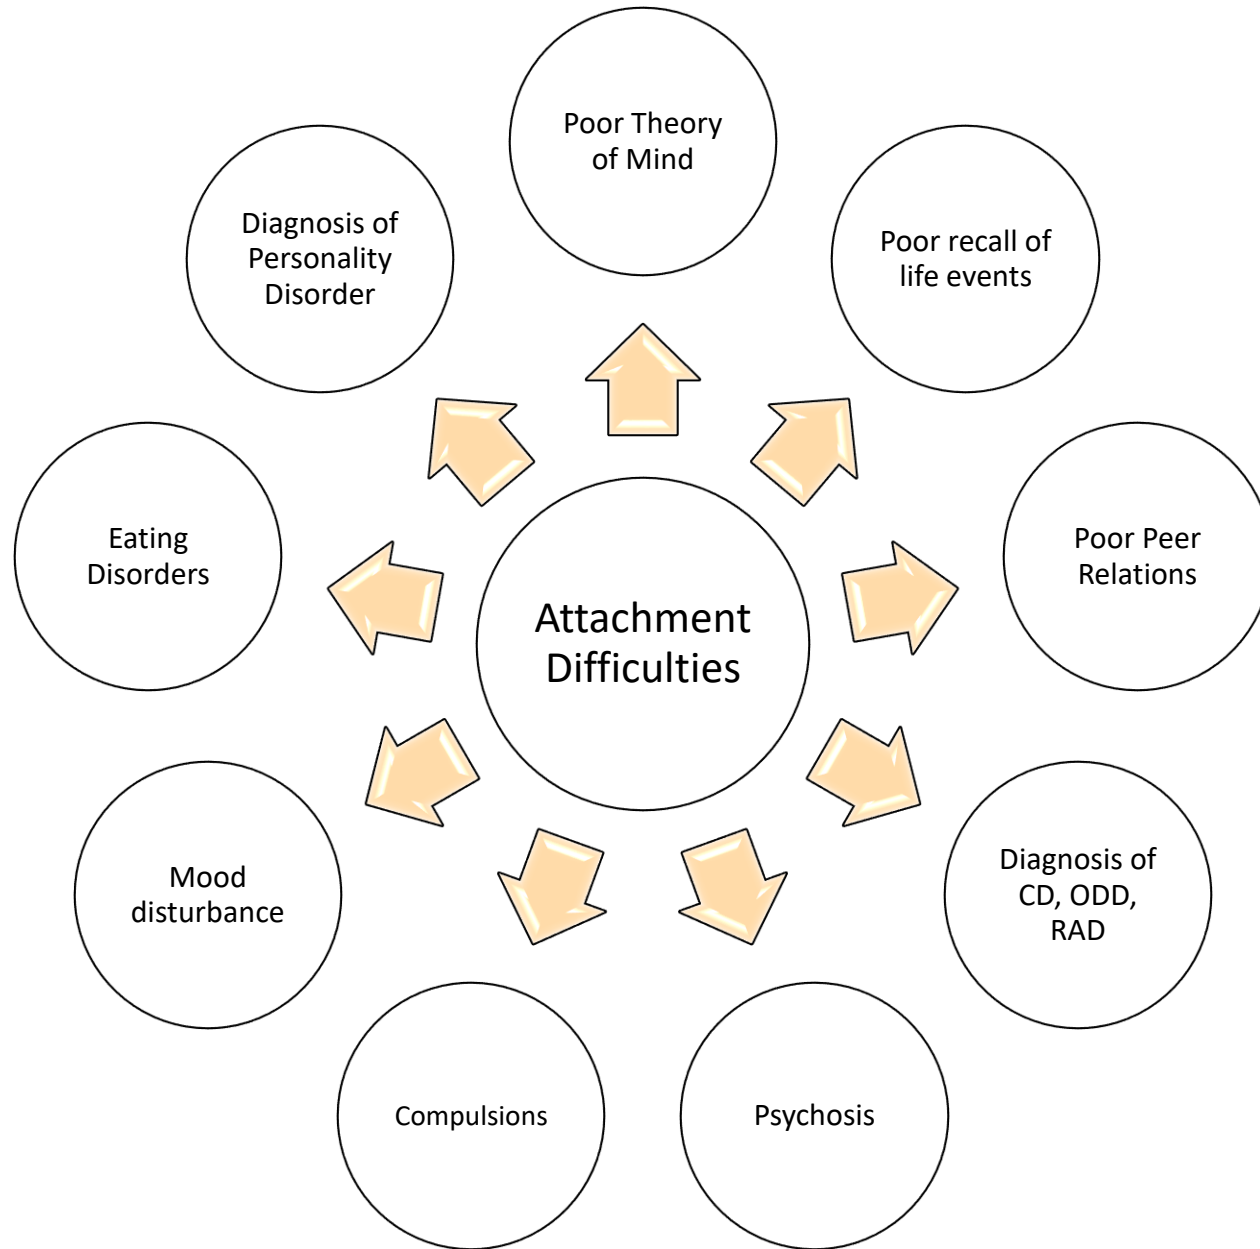 Poor Theory
of Mind
Poor recall of
life events
Poor Peer
Relations
Diagnosis of
CD, ODD,
RAD
Psychosis
Compulsions
Mood
disturbance
Eating
Disorders
Diagnosis of
Personality
Disorder
Attachment
Difficulties